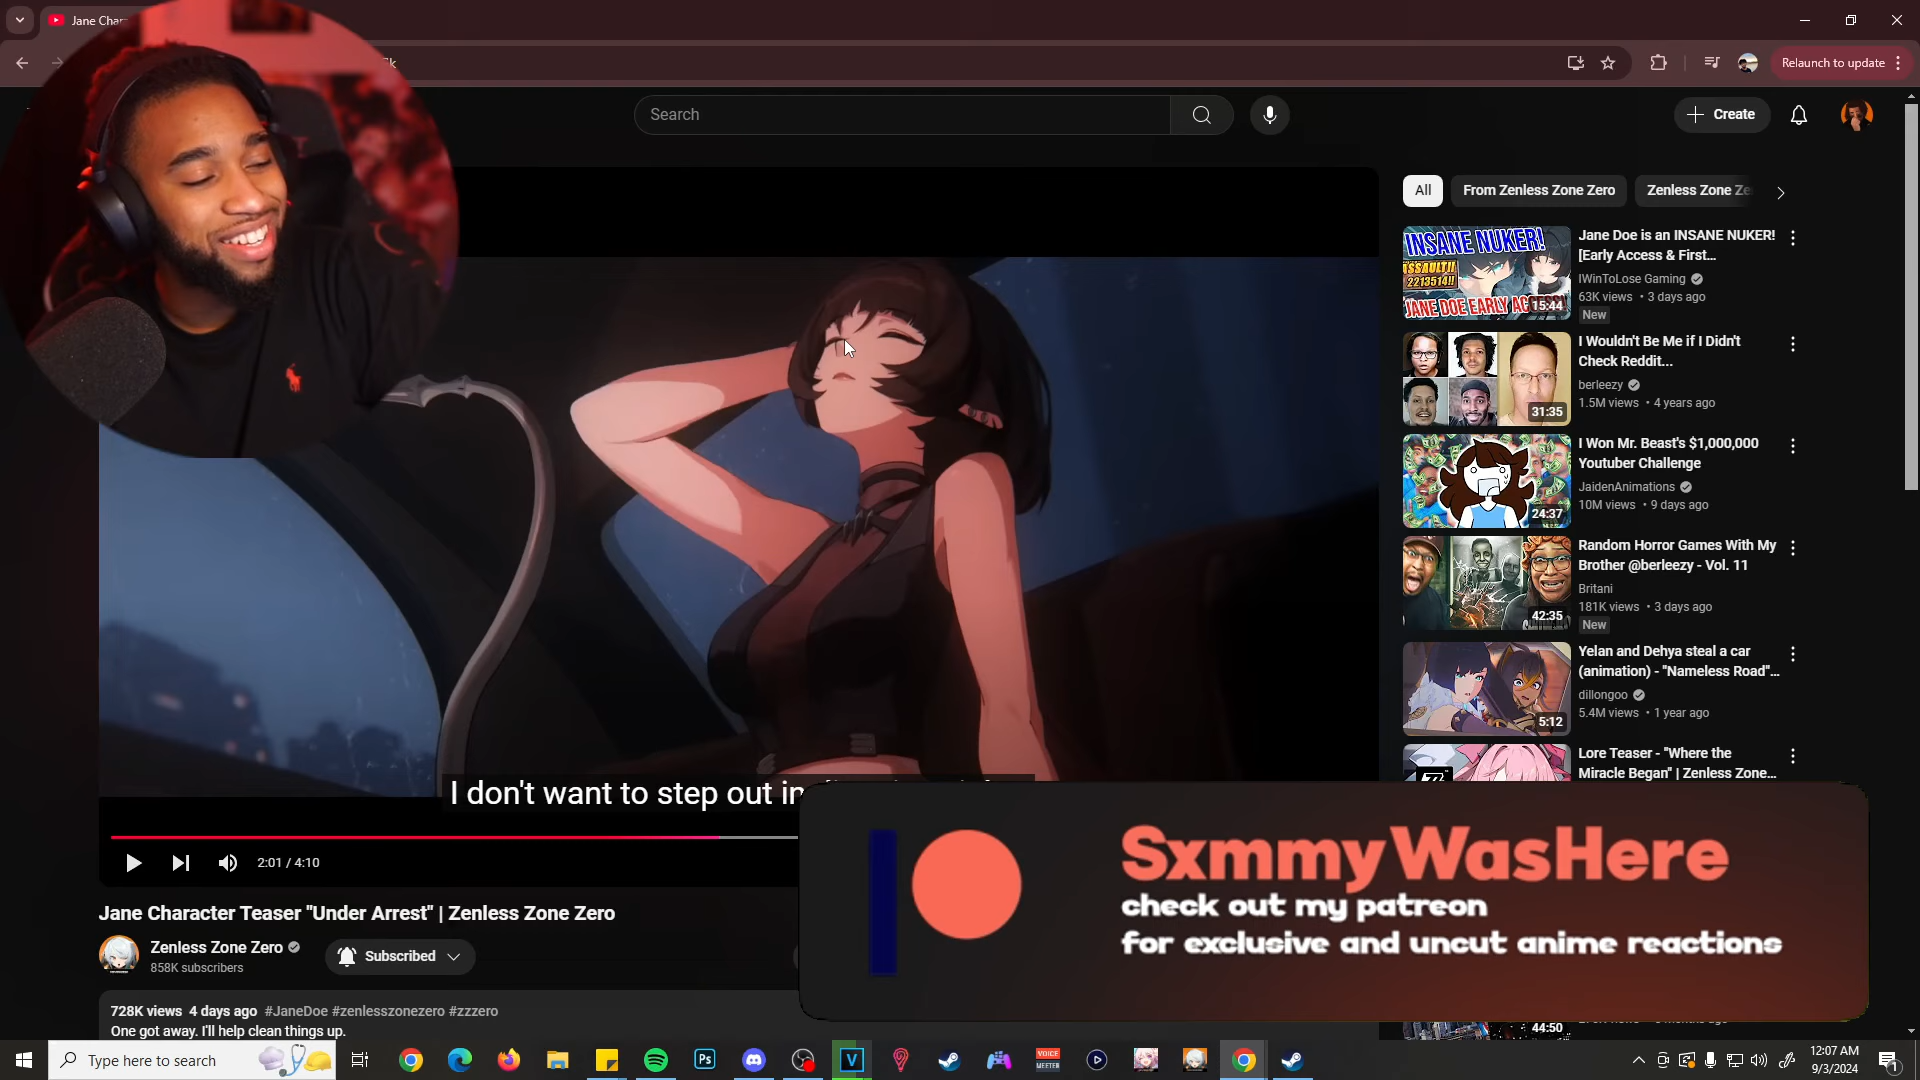 Jane Char
k
Relaunch to update
Search
Create
All
From Zenless Zone Zero
Zenless Zone Ze
INSANE NUKER!
ASSAULT!!
2213514!!
JANE DOE EARLY ACCESS!
15:44
Jane Doe is an INSANE NUKER!
[Early Access & First...
IWinToLose Gaming
63K views • 3 days ago
New
31:35
I Wouldn't Be Me if I Didn't
Check Reddit...
berleezy
1.5M views • 4 years ago
24:37
I Won Mr. Beast's $1,000,000
Youtuber Challenge
JaidenAnimations
10M views • 9 days ago
42:35
Random Horror Games With My
Brother @berleezy - Vol. 11
Britani
181K views • 3 days ago
New
5:12
Yelan and Dehya steal a car
(animation) - "Nameless Road"...
dillongoo
5.4M views • 1 year ago
Lore Teaser - "Where the
Miracle Began" | Zenless Zone...
I don't want to step out in
2:01 / 4:10
SxmmyWasHere
check out my patreon
for exclusive and uncut anime reactions
Jane Character Teaser "Under Arrest" | Zenless Zone Zero
Zenless Zone Zero
858K subscribers
Subscribed
728K views 4 days ago #JaneDoe #zenlesszonezero #zzzero
One got away. I'll help clean things up.
44:50
Type here to search
Ps
V
VOICE
MEETER
12:07 AM
9/3/2024
1